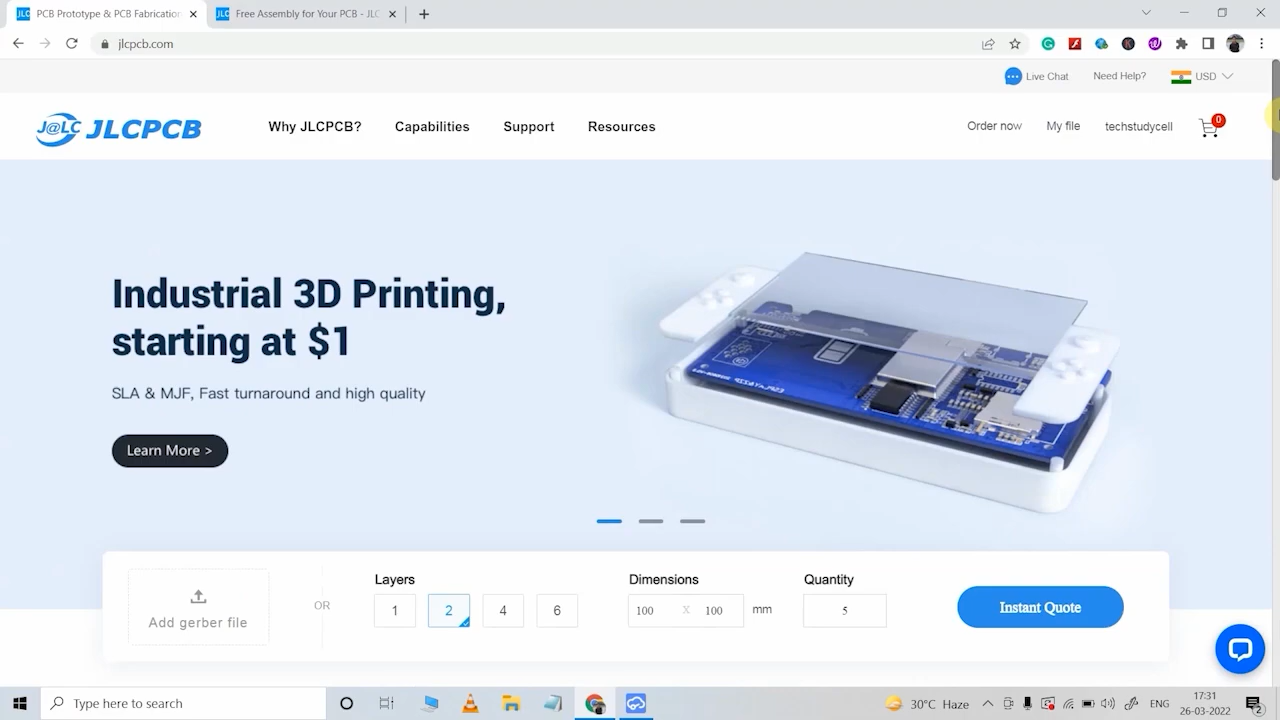 PCB Prototype & PCB Fabrication
Free Assembly for Your PCB - JLC
jlcpcb.com
Live Chat
Need Help?
USD
J@LC JLCPCB
Why JLCPCB?
Capabilities
Support
Resources
Order now
My file
techstudycell
0
Industrial 3D Printing,
starting at $1
SLA & MJF, Fast turnaround and high quality
Learn More >
Add gerber file
OR
Layers
1
2
4
6
Dimensions
100 X 100 mm
Quantity
5
Instant Quote
Type here to search
30°C Haze
ENG
17:31
26-03-2022
2